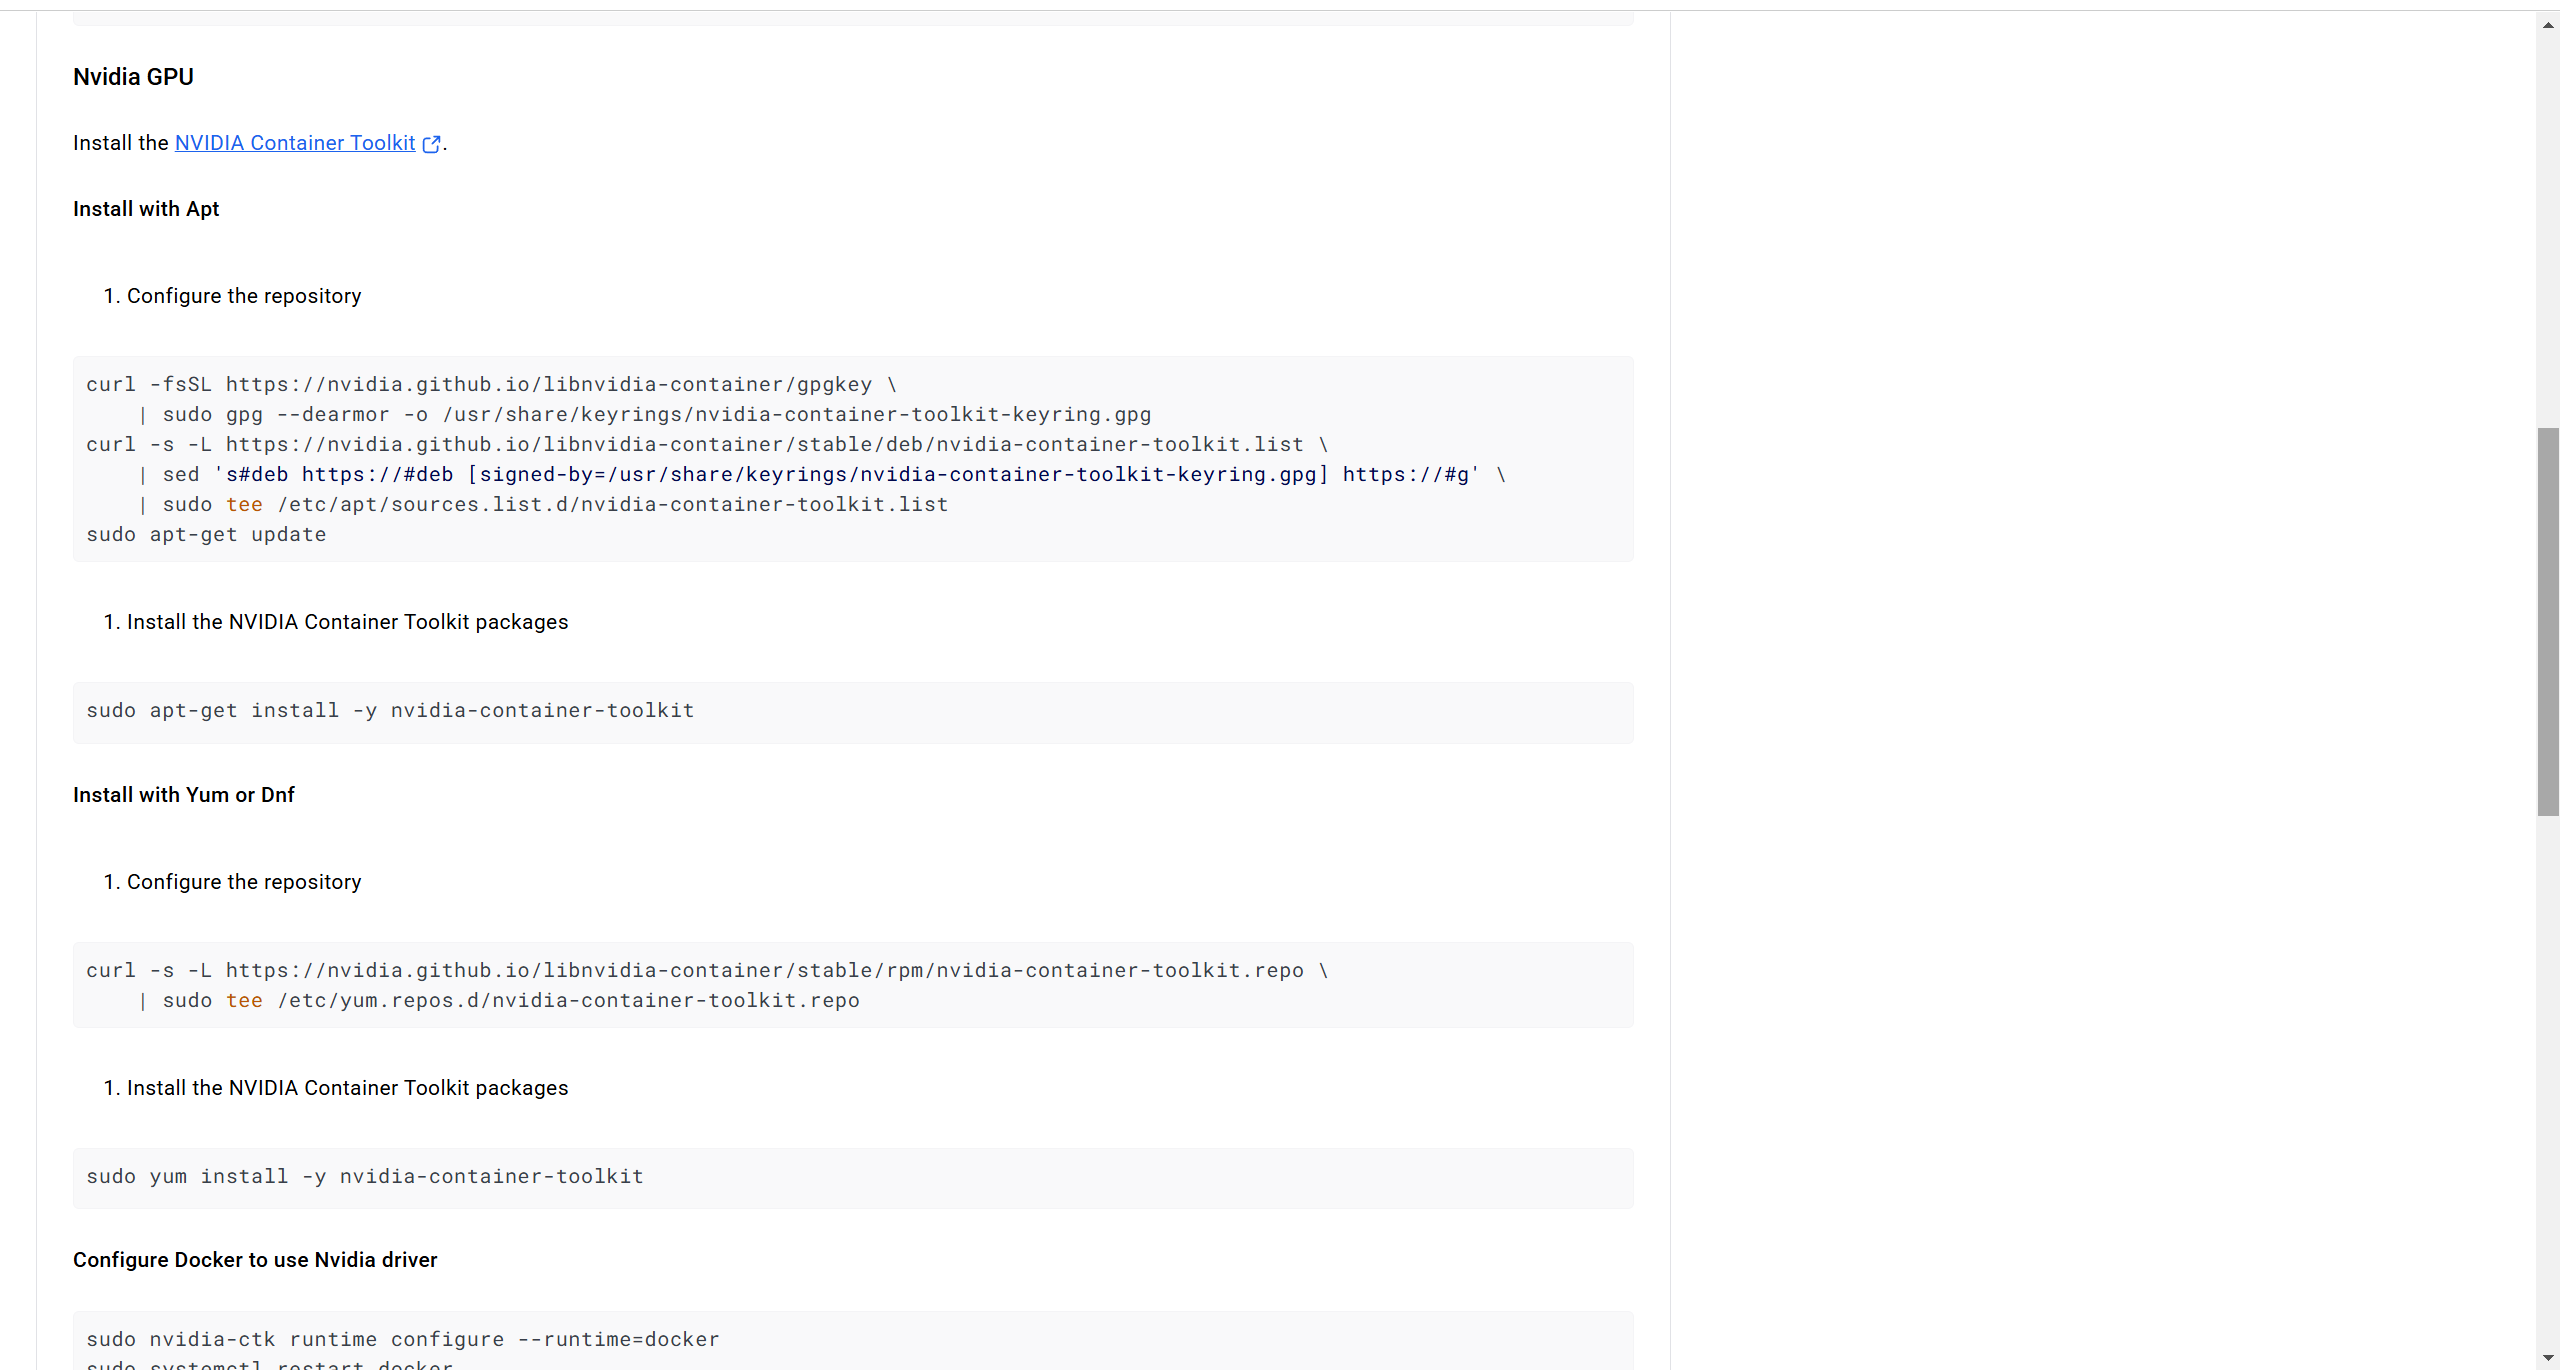 Nvidia GPU
Install the NVIDIA Container Toolkit.
Install with Apt
1. Configure the repository
curl -fsSL https://nvidia.github.io/libnvidia-container/gpgkey \
    | sudo gpg --dearmor -o /usr/share/keyrings/nvidia-container-toolkit-keyring.gpg
curl -s -L https://nvidia.github.io/libnvidia-container/stable/deb/nvidia-container-toolkit.list \
    | sed 's#deb https://#deb [signed-by=/usr/share/keyrings/nvidia-container-toolkit-keyring.gpg] https://#g' \
    | sudo tee /etc/apt/sources.list.d/nvidia-container-toolkit.list
sudo apt-get update
1. Install the NVIDIA Container Toolkit packages
sudo apt-get install -y nvidia-container-toolkit
Install with Yum or Dnf
1. Configure the repository
curl -s -L https://nvidia.github.io/libnvidia-container/stable/rpm/nvidia-container-toolkit.repo \
    | sudo tee /etc/yum.repos.d/nvidia-container-toolkit.repo
1. Install the NVIDIA Container Toolkit packages
sudo yum install -y nvidia-container-toolkit
Configure Docker to use Nvidia driver
sudo nvidia-ctk runtime configure --runtime=docker
sudo systemctl restart docker